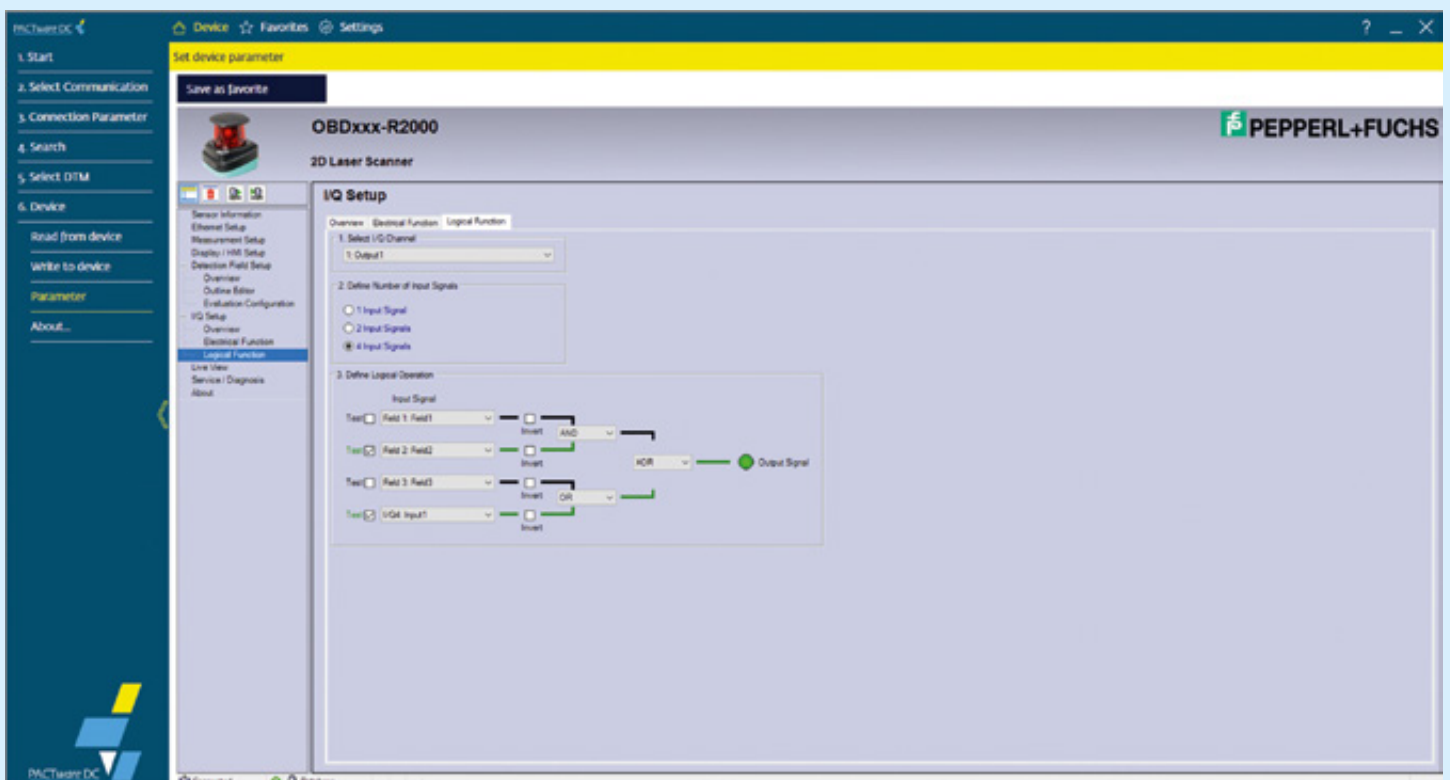 PACTware DC
Device Favorites Settings
?
1. Start
2. Select Communication
3. Connection Parameter
4. Search
5. Select DTM
6. Device
Read from device
Write to device
Parameter
About...
PACTware DC
Set device parameter
Save as favorite
OBDxxx-R2000
2D Laser Scanner
PEPPERL+FUCHS
Sensor Information
Ethernet Setup
Measurement Setup
Display / HMI Setup
Detection Field Setup
Overview
Outline Editor
Evaluation Configuration
I/Q Setup
Overview
Electrical Function
Logical Function
Live View
Service / Diagnosis
About
I/Q Setup
Overview Electrical Function Logical Function
1. Select I/Q Channel
1: Output1
2. Define Number of Input Signals
1 Input Signal
2 Input Signals
4 Input Signals
3. Define Logical Operation
Input Signal
Test Field 1: Field1
Invert AND
Test Field 2: Field2
Invert XOR Output Signal
Test Field 3: Field3
Invert OR
Test I/Q4: Input1
Invert